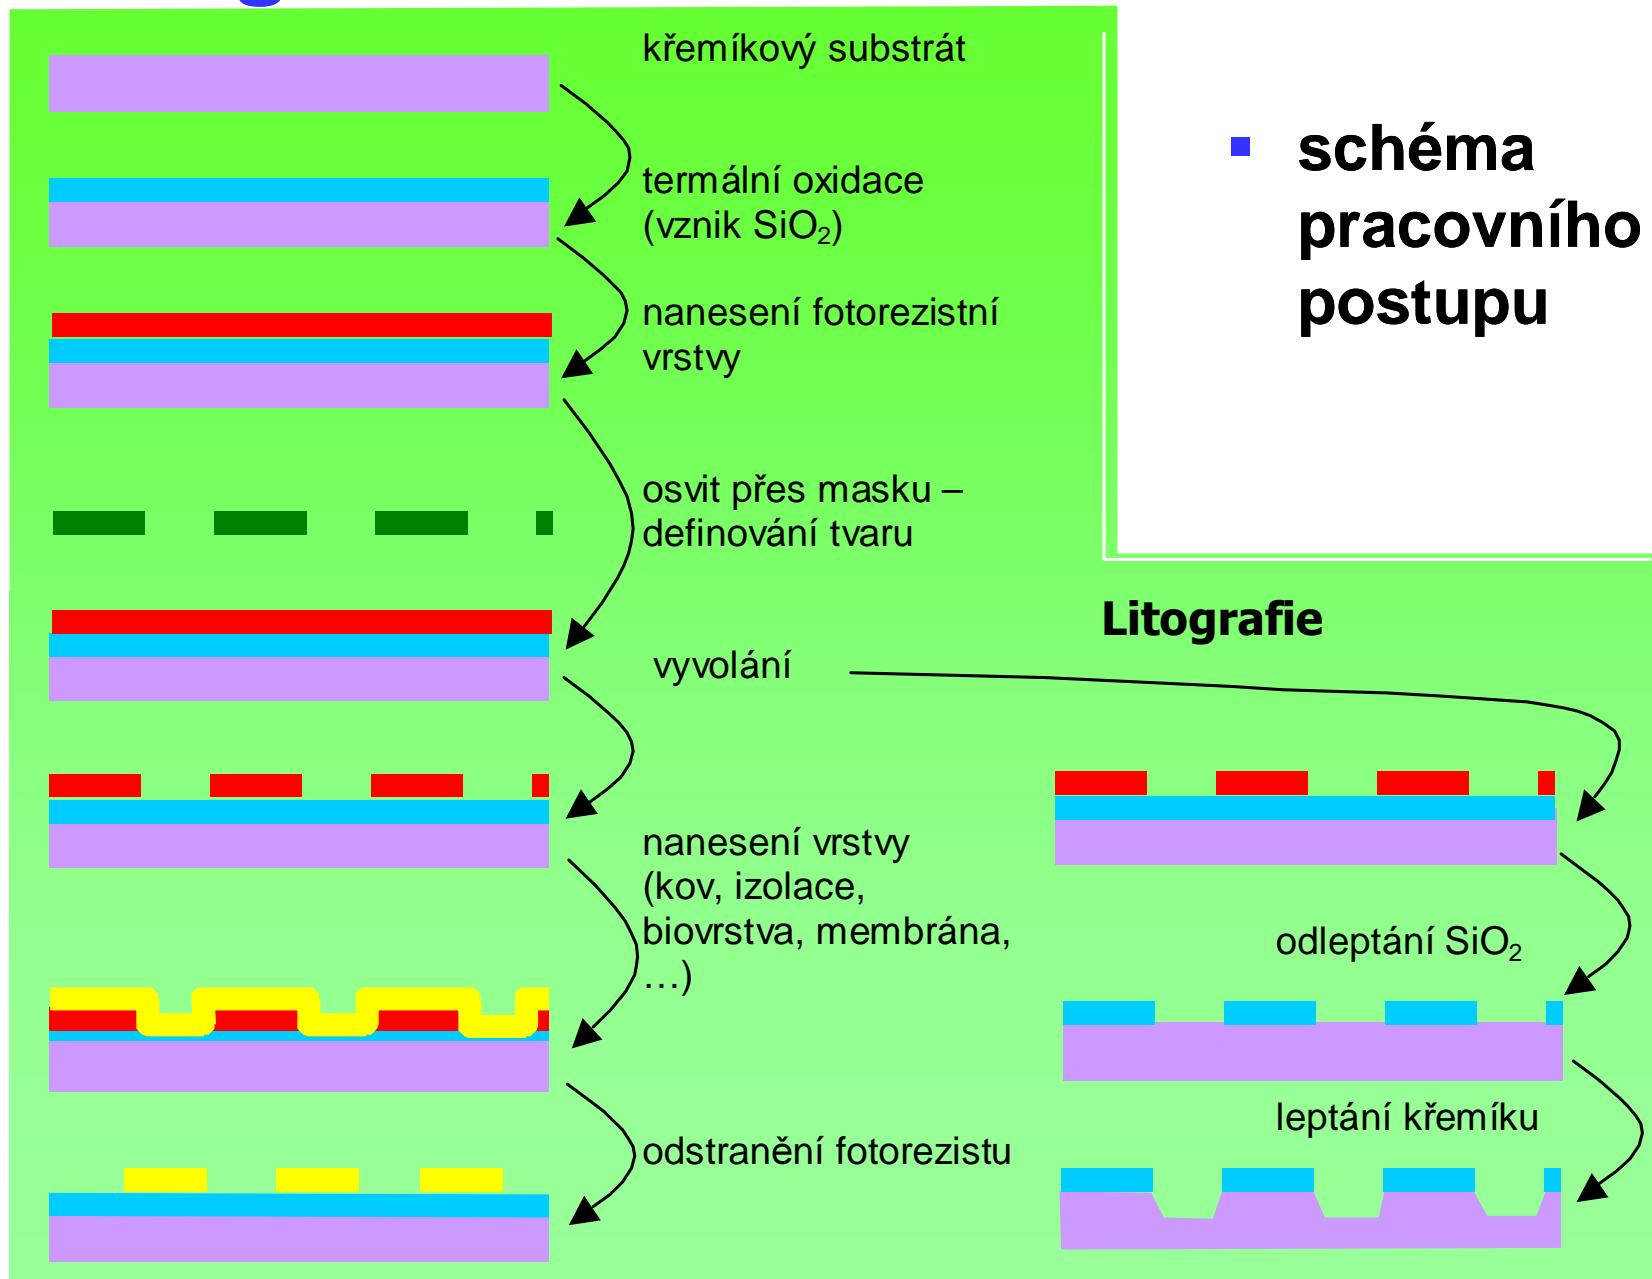 křemíkový substrát
termální oxidace
(vznik SiO₂)
nanesení fotorezistní
vrstvy
osvit přes masku –
definování tvaru
vyvolání
nanesení vrstvy
(kov, izolace,
biovrstva, membrána,
…)
odstranění fotorezistu
▪ schéma
pracovního
postupu
Litografie
odleptání SiO₂
leptání křemíku